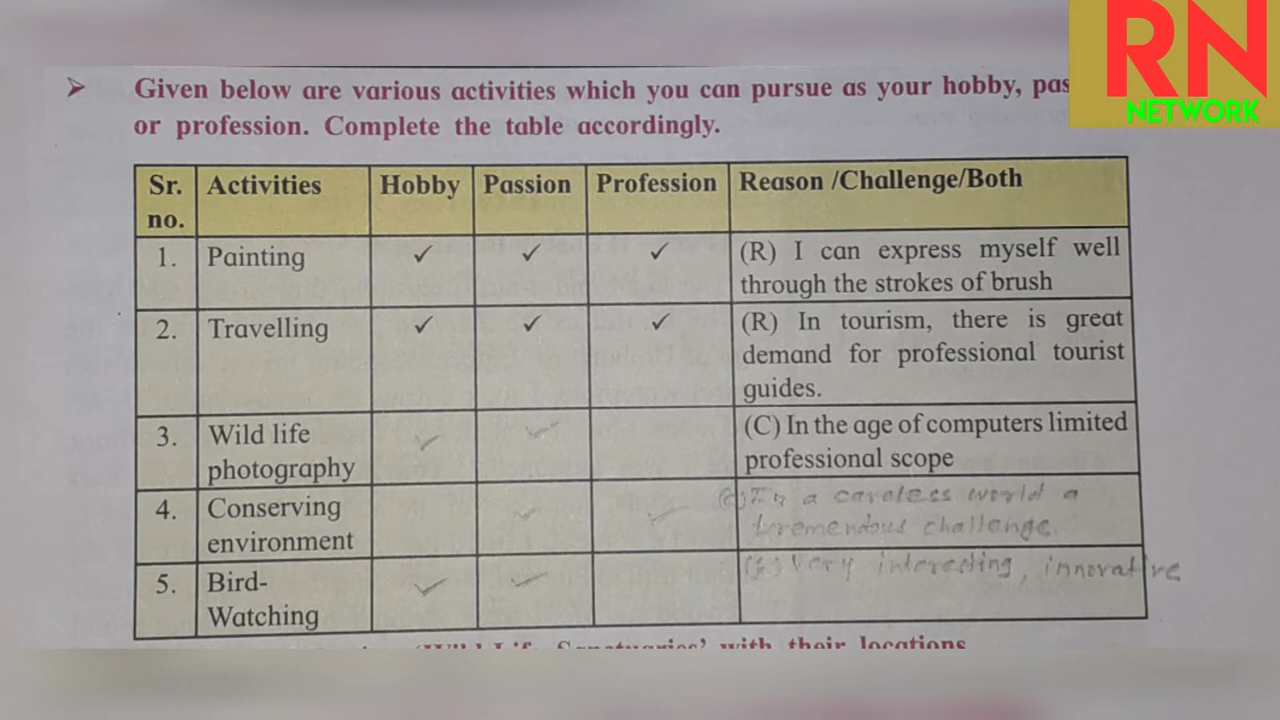 RN
NETWORK
➤ Given below are various activities which you can pursue as your hobby, pas
or profession. Complete the table accordingly.
Sr. no. Activities Hobby Passion Profession Reason /Challenge/Both
1. Painting ✓ ✓ ✓ (R) I can express myself well
through the strokes of brush
2. Travelling ✓ ✓ ✓ (R) In tourism, there is great
demand for professional tourist
guides.
3. Wild life ✓ ✓ (C) In the age of computers limited
photography professional scope
4. Conserving ✓ ✓ (C) In a careless world a
environment tremendous challenge.
5. Bird- ✓ ✓ Very interesting, innovative
Watching
with their locations